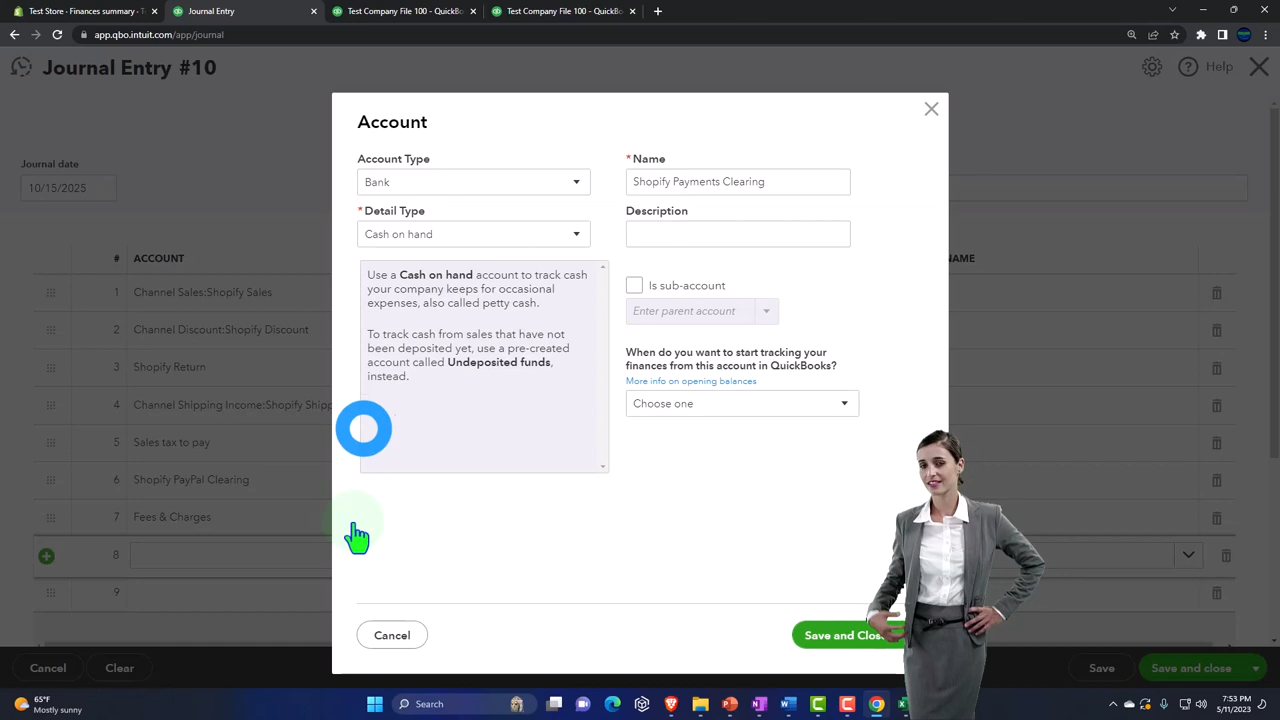 Test Store - Finances summary - T
Journal Entry
Test Company File 100 - QuickBo
Test Company File 100 - QuickBo
app.qbo.intuit.com/app/journal
Journal Entry #10
Help
Journal date
10/15/2025
# ACCOUNT
NAME
1 Channel Sales:Shopify Sales
2 Channel Discount:Shopify Discount
3 Shopify Return
4 Channel Shipping Income:Shopify Shipp
5 Sales tax to pay
6 Shopify PayPal Clearing
7 Fees & Charges
8
9
Account
Account Type
Bank
* Detail Type
Cash on hand
Use a Cash on hand account to track cash
your company keeps for occasional
expenses, also called petty cash.
To track cash from sales that have not
been deposited yet, use a pre-created
account called Undeposited funds,
instead.
* Name
Shopify Payments Clearing
Description
Is sub-account
Enter parent account
When do you want to start tracking your
finances from this account in QuickBooks?
More info on opening balances
Choose one
Cancel
Save and Clos
Cancel
Clear
Save
Save and close
65°F
Mostly sunny
Search
7:53 PM
5/11/2023